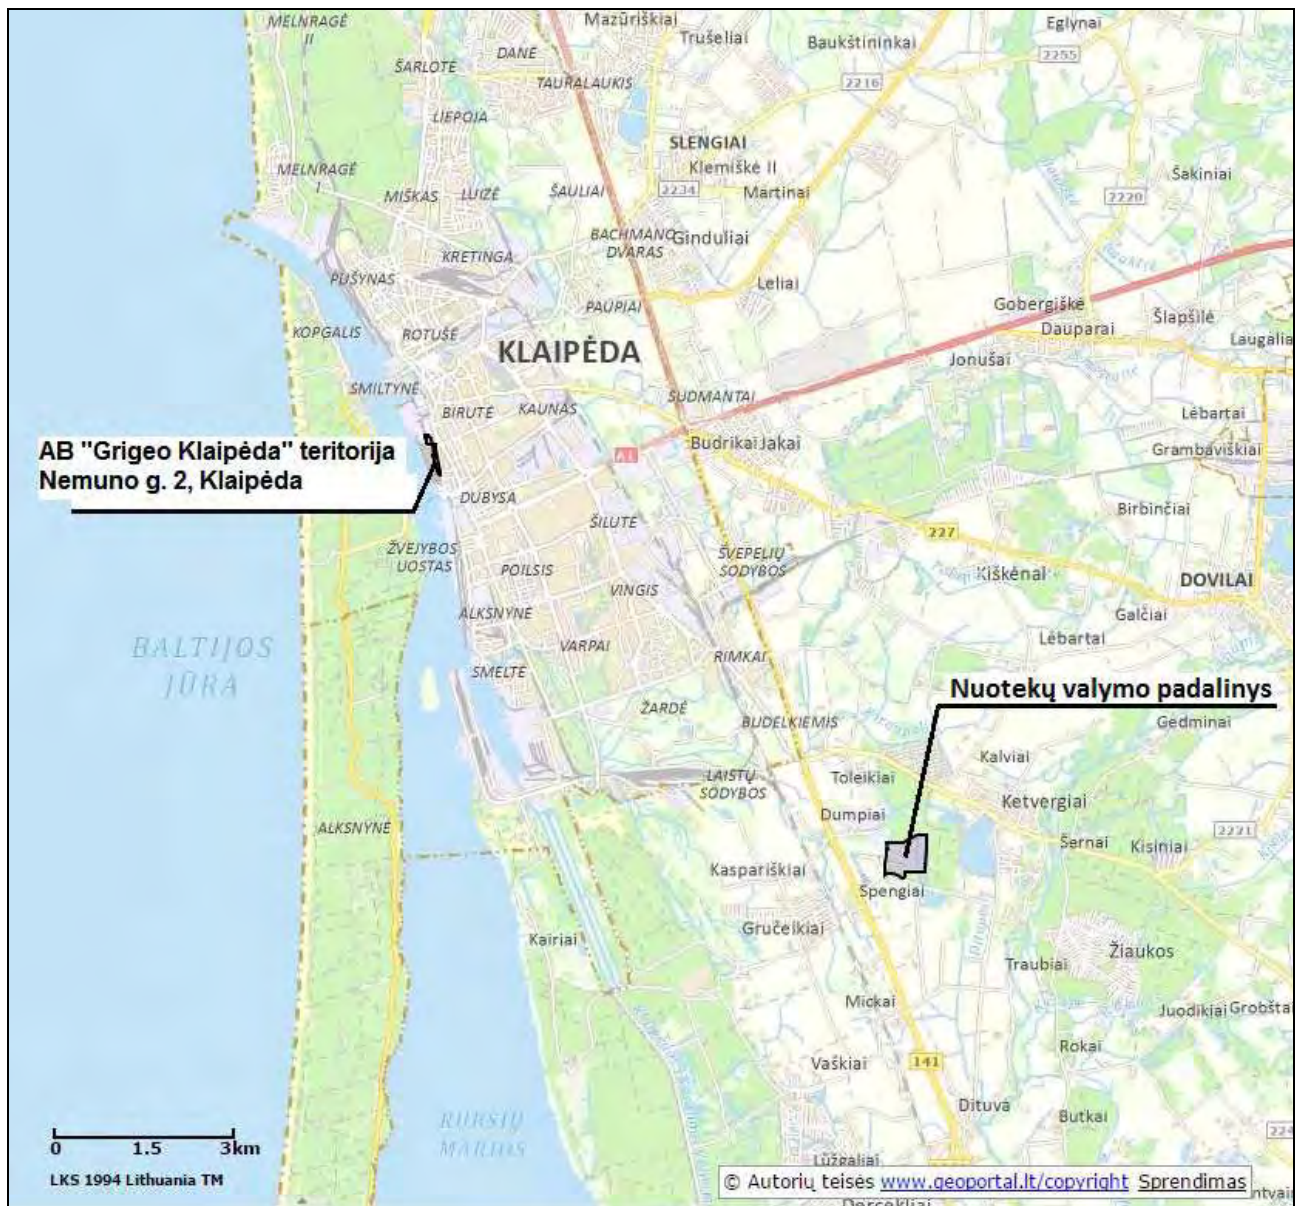 MELNRAGĖ
II
Mazūriškiai
Eglynai
DANĖ
Trušeliai
Baukštininkai
2255
ŠARLOTĖ
TAURALAUKIS
2216
LIEPOJA
SLENGIAI
MELNRAGĖ
I
Klemiškė II
Šakiniai
MIŠKAS
LUIZĖ
ŠAULIAI
2234
Martinai
2220
BACHMANO
DVARAS
Ginduliai
KRETINGA
PUŠYNAS
Leliai
PAUPIAI
Gobergiškė
Šlapšilė
KOPGALIS
ROTUŠĖ
Dauparai
Laugalia
KLAIPĖDA
Jonušai
SMILTYNĖ
BIRUTĖ
KAUNAS
SUDMANTAI
Lėbartai
AB "Grigeo Klaipėda" teritorija
Nemuno g. 2, Klaipėda
A1
Budrikai
Jakai
Grambaviškiai
DUBYSA
ŠILUTĖ
Birbinčiai
227
ŽVEJYBOS
UOSTAS
POILSIS
ŠVEPELIŲ
SODYBOS
Kiškėnai
DOVILAI
VINGIS
ALKSNYNĖ
Galčiai
BALTIJOS
JŪRA
VARPAI
Lėbartai
RIMKAI
SMELTĖ
Nuotekų valymo padalinys
ŽARDĖ
BUDELKIEMIS
Gedminai
Kalviai
LAISTŲ
SODYBOS
Toleikiai
Ketvergiai
Dumpiai
ALKSNYNĖ
2221
Šernai
Kisiniai
Kasparišķiai
Spengiai
Gručeikiai
Kairiai
Žiaukos
Traubiai
Mickai
Juodikiai
Grobšta
Rokai
Vaškiai
141
Dituva
Butkai
KURŠIŲ
MARIOS
0 1.5 3km
LKS 1994 Lithuania TM
Lūžgaliai
© Autorių teisės www.geoportal.lt/copyright Sprendimas